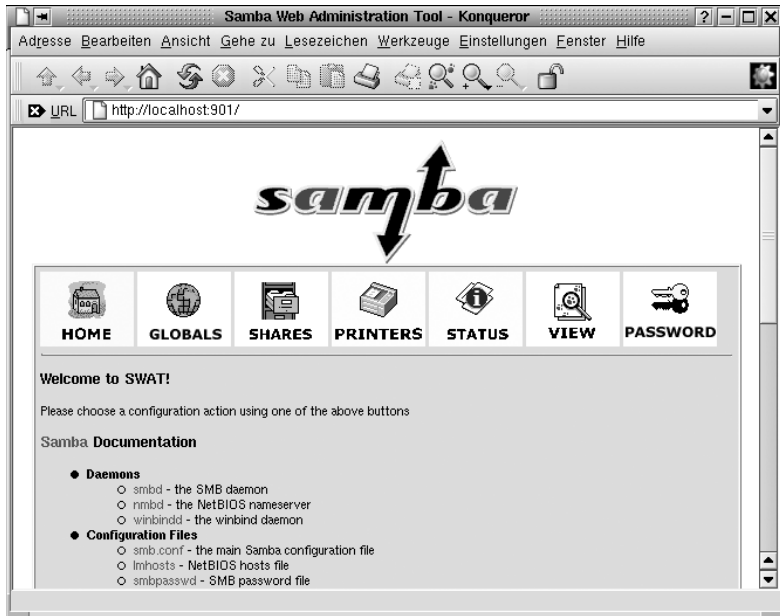 Samba Web Administration Tool - Konqueror
Adresse Bearbeiten Ansicht Gehe zu Lesezeichen Werkzeuge Einstellungen Fenster Hilfe
URL http://localhost:901/
samba
HOME GLOBALS SHARES PRINTERS STATUS VIEW PASSWORD
Welcome to SWAT!
Please choose a configuration action using one of the above buttons
Samba Documentation
Daemons
smbd - the SMB daemon
nmbd - the NetBIOS nameserver
winbindd - the winbind daemon
Configuration Files
smb.conf - the main Samba configuration file
lmhosts - NetBIOS hosts file
smbpasswd - SMB password file